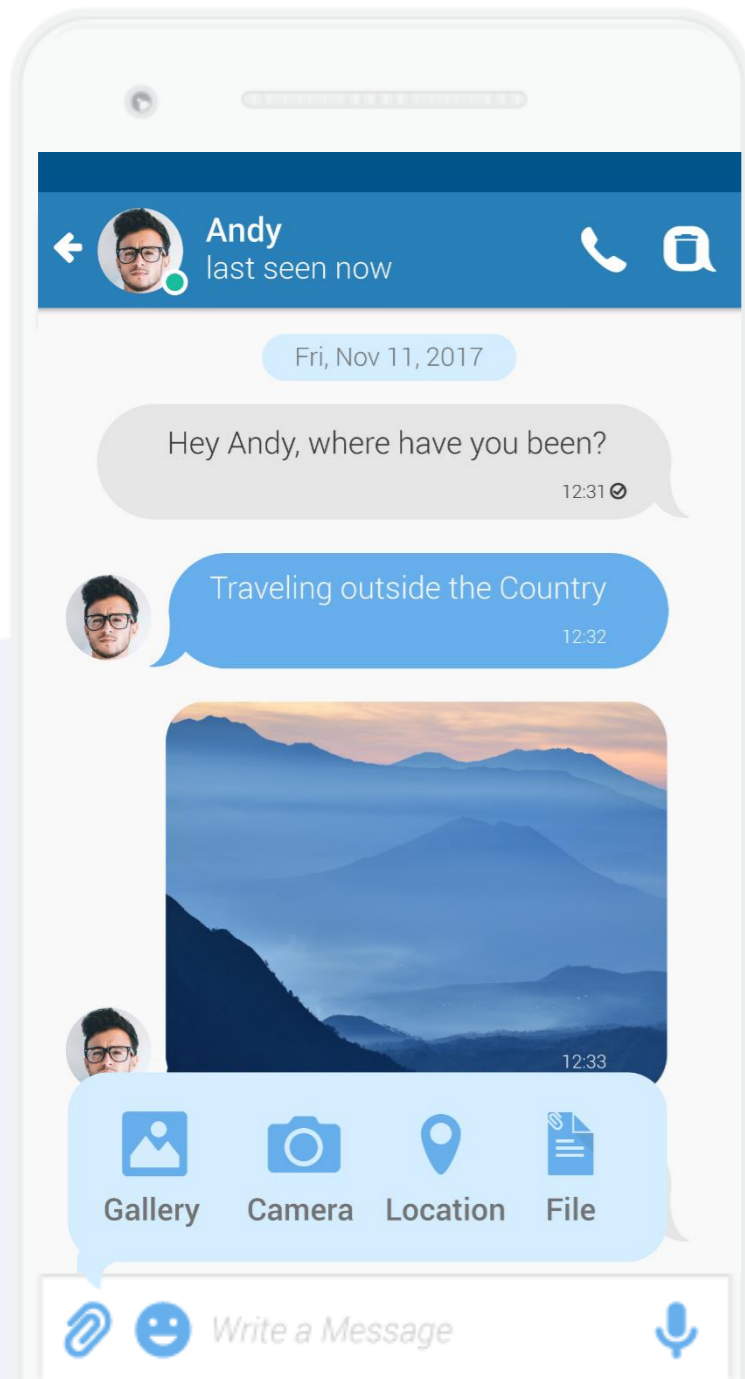 Andy
last seen now
Fri, Nov 11, 2017
Hey Andy, where have you been?
12:31
Traveling outside the Country
12:32
12:33
Gallery Camera Location File
Write a Message